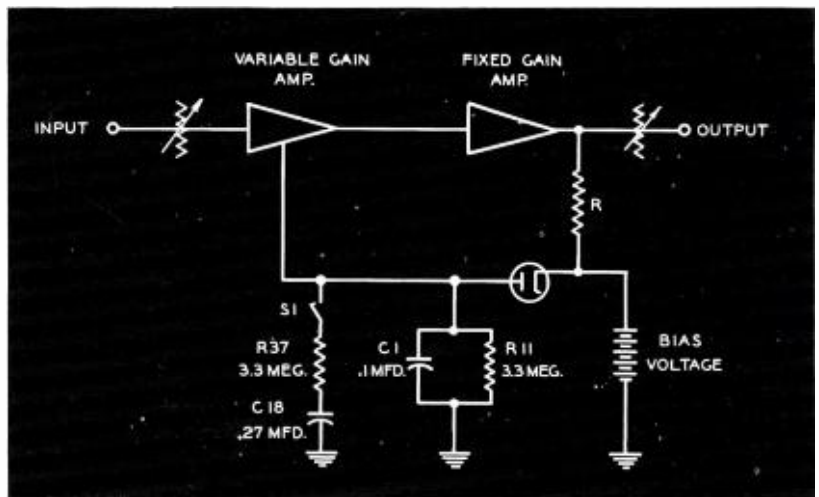 VARIABLE GAIN
AMP.
FIXED GAIN
AMP.
INPUT
OUTPUT
R
S1
R37
3.3 MEG.
C18
.27 MFD.
C1
.1 MFD.
R11
3.3 MEG.
BIAS
VOLTAGE